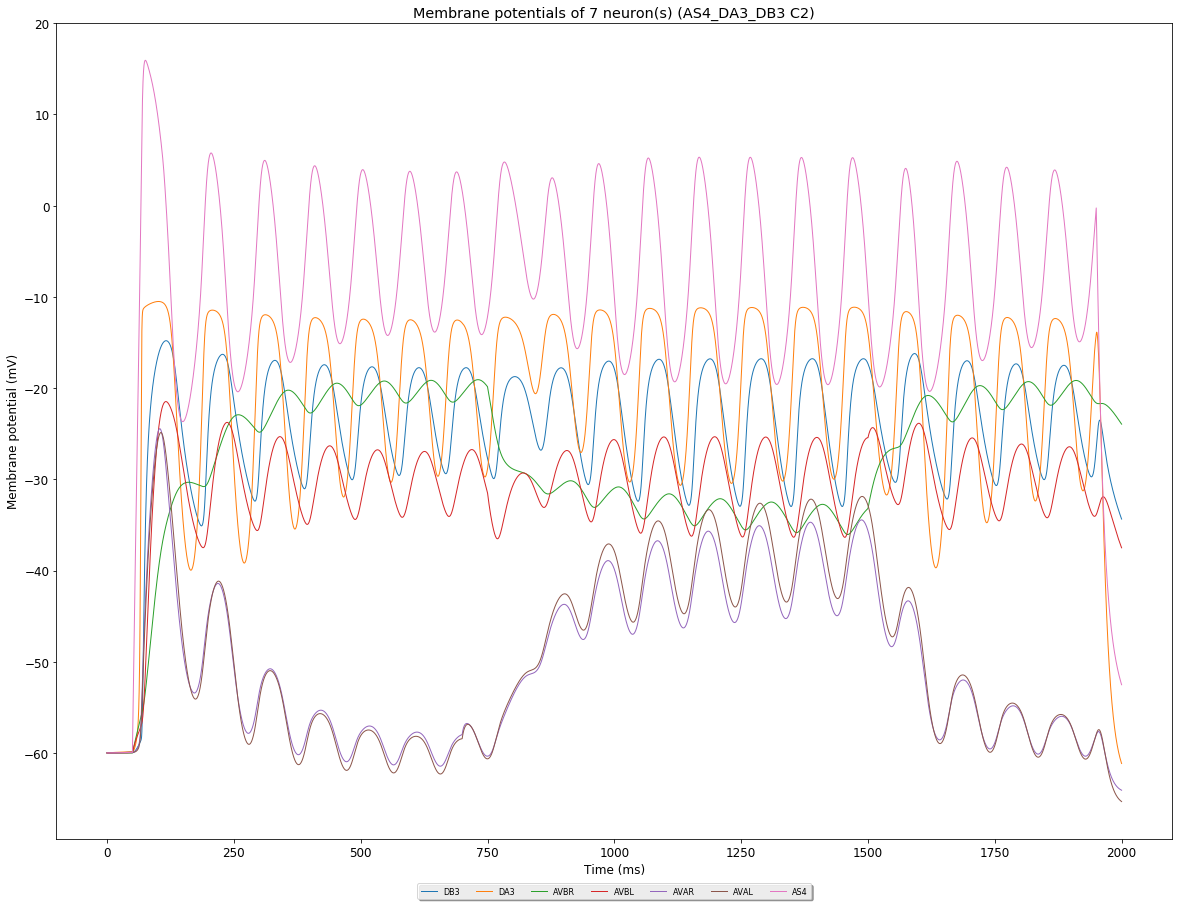 Membrane potentials of 7 neuron(s) (AS4_DA3_DB3 C2)
20
10
0
−10
−20
−30
−40
−50
−60
Membrane potential (mV)
0 250 500 750 1000 1250 1500 1750 2000
Time (ms)
DB3 DA3 AVBR AVBL AVAR AVAL AS4